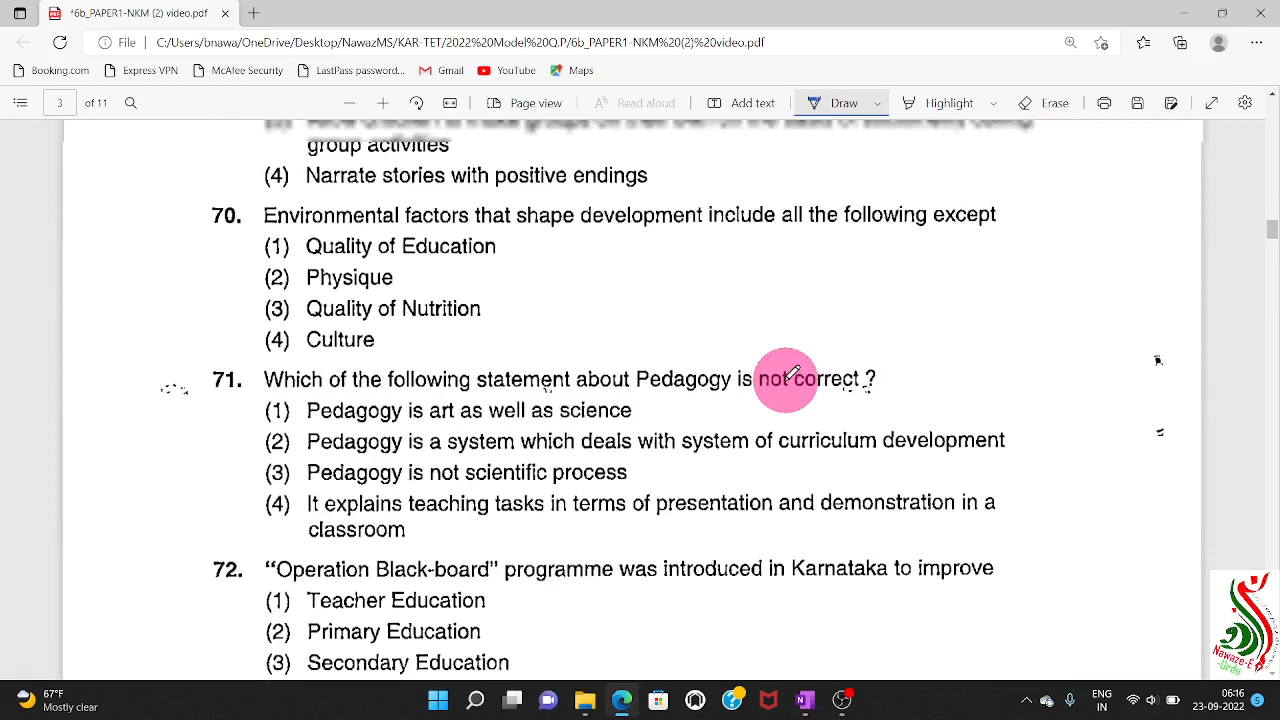 *6b_PAPER1-NKM (2) video.pdf
File C:/Users/bnawa/OneDrive/Desktop/NawazMS/KAR-TET/2022%20Model%20Q.P/6b_PAPER1-NKM%20(2)%20video.pdf
Booking.com Express VPN McAfee Security LastPass password... Gmail YouTube Maps
3 of 11 Page view Read aloud Add text Draw Highlight Erase
group activities
(4) Narrate stories with positive endings
70. Environmental factors that shape development include all the following except
(1) Quality of Education
(2) Physique
(3) Quality of Nutrition
(4) Culture
71. Which of the following statement about Pedagogy is not correct ?
(1) Pedagogy is art as well as science
(2) Pedagogy is a system which deals with system of curriculum development
(3) Pedagogy is not scientific process
(4) It explains teaching tasks in terms of presentation and demonstration in a
classroom
72. “Operation Black-board” programme was introduced in Karnataka to improve
(1) Teacher Education
(2) Primary Education
(3) Secondary Education
Nawaz-E
-Urdu
67°F
Mostly clear
ENG
IN
06:16
23-09-2022
5